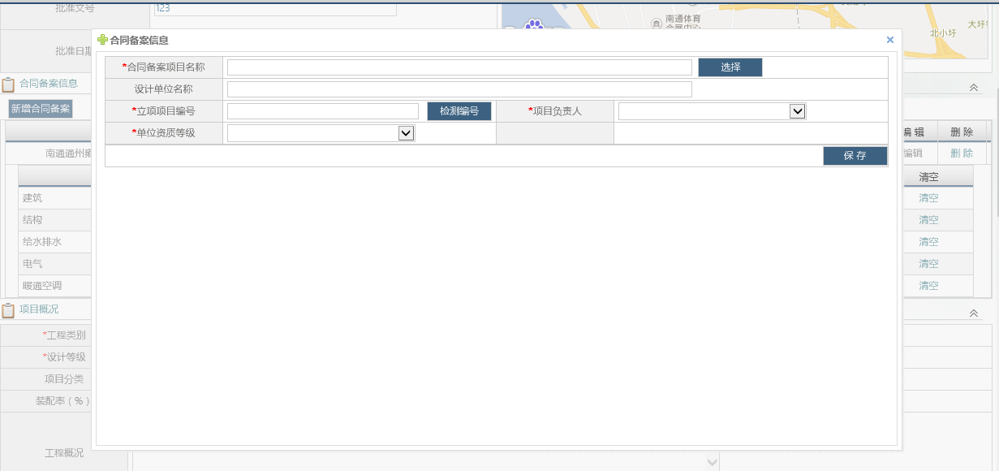 批准文号
123
南通体育
会展中心
北小圩
大圩
批准日期
合同备案信息
×
*合同备案项目名称
选择
设计单位名称
*立项项目编号
检测编号
*项目负责人
*单位资质等级
保 存
合同备案信息
新增合同备案
编 辑
删 除
南通通州
编辑
删 除
清空
建筑
清空
结构
清空
给水排水
清空
电气
清空
暖通空调
清空
项目概况
*工程类别
*设计等级
项目分类
装配率（%）
工程概况